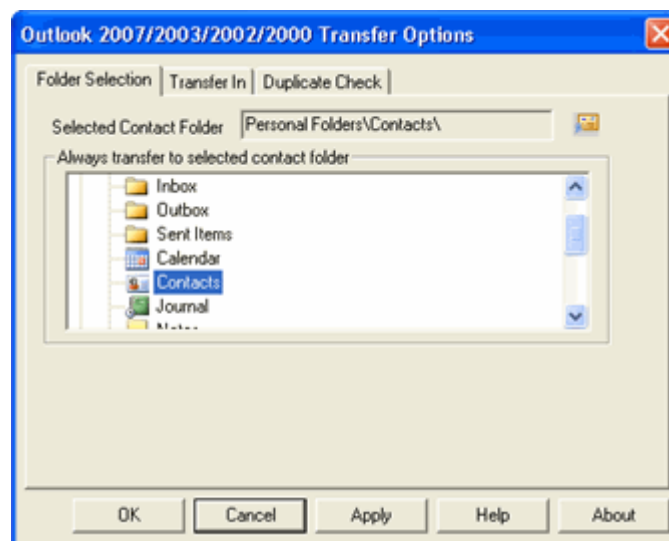 Outlook 2007/2003/2002/2000 Transfer Options
Folder Selection Transfer In Duplicate Check
Selected Contact Folder Personal Folders\Contacts\
Always transfer to selected contact folder
Inbox
Outbox
Sent Items
Calendar
Contacts
Journal
OK Cancel Apply Help About